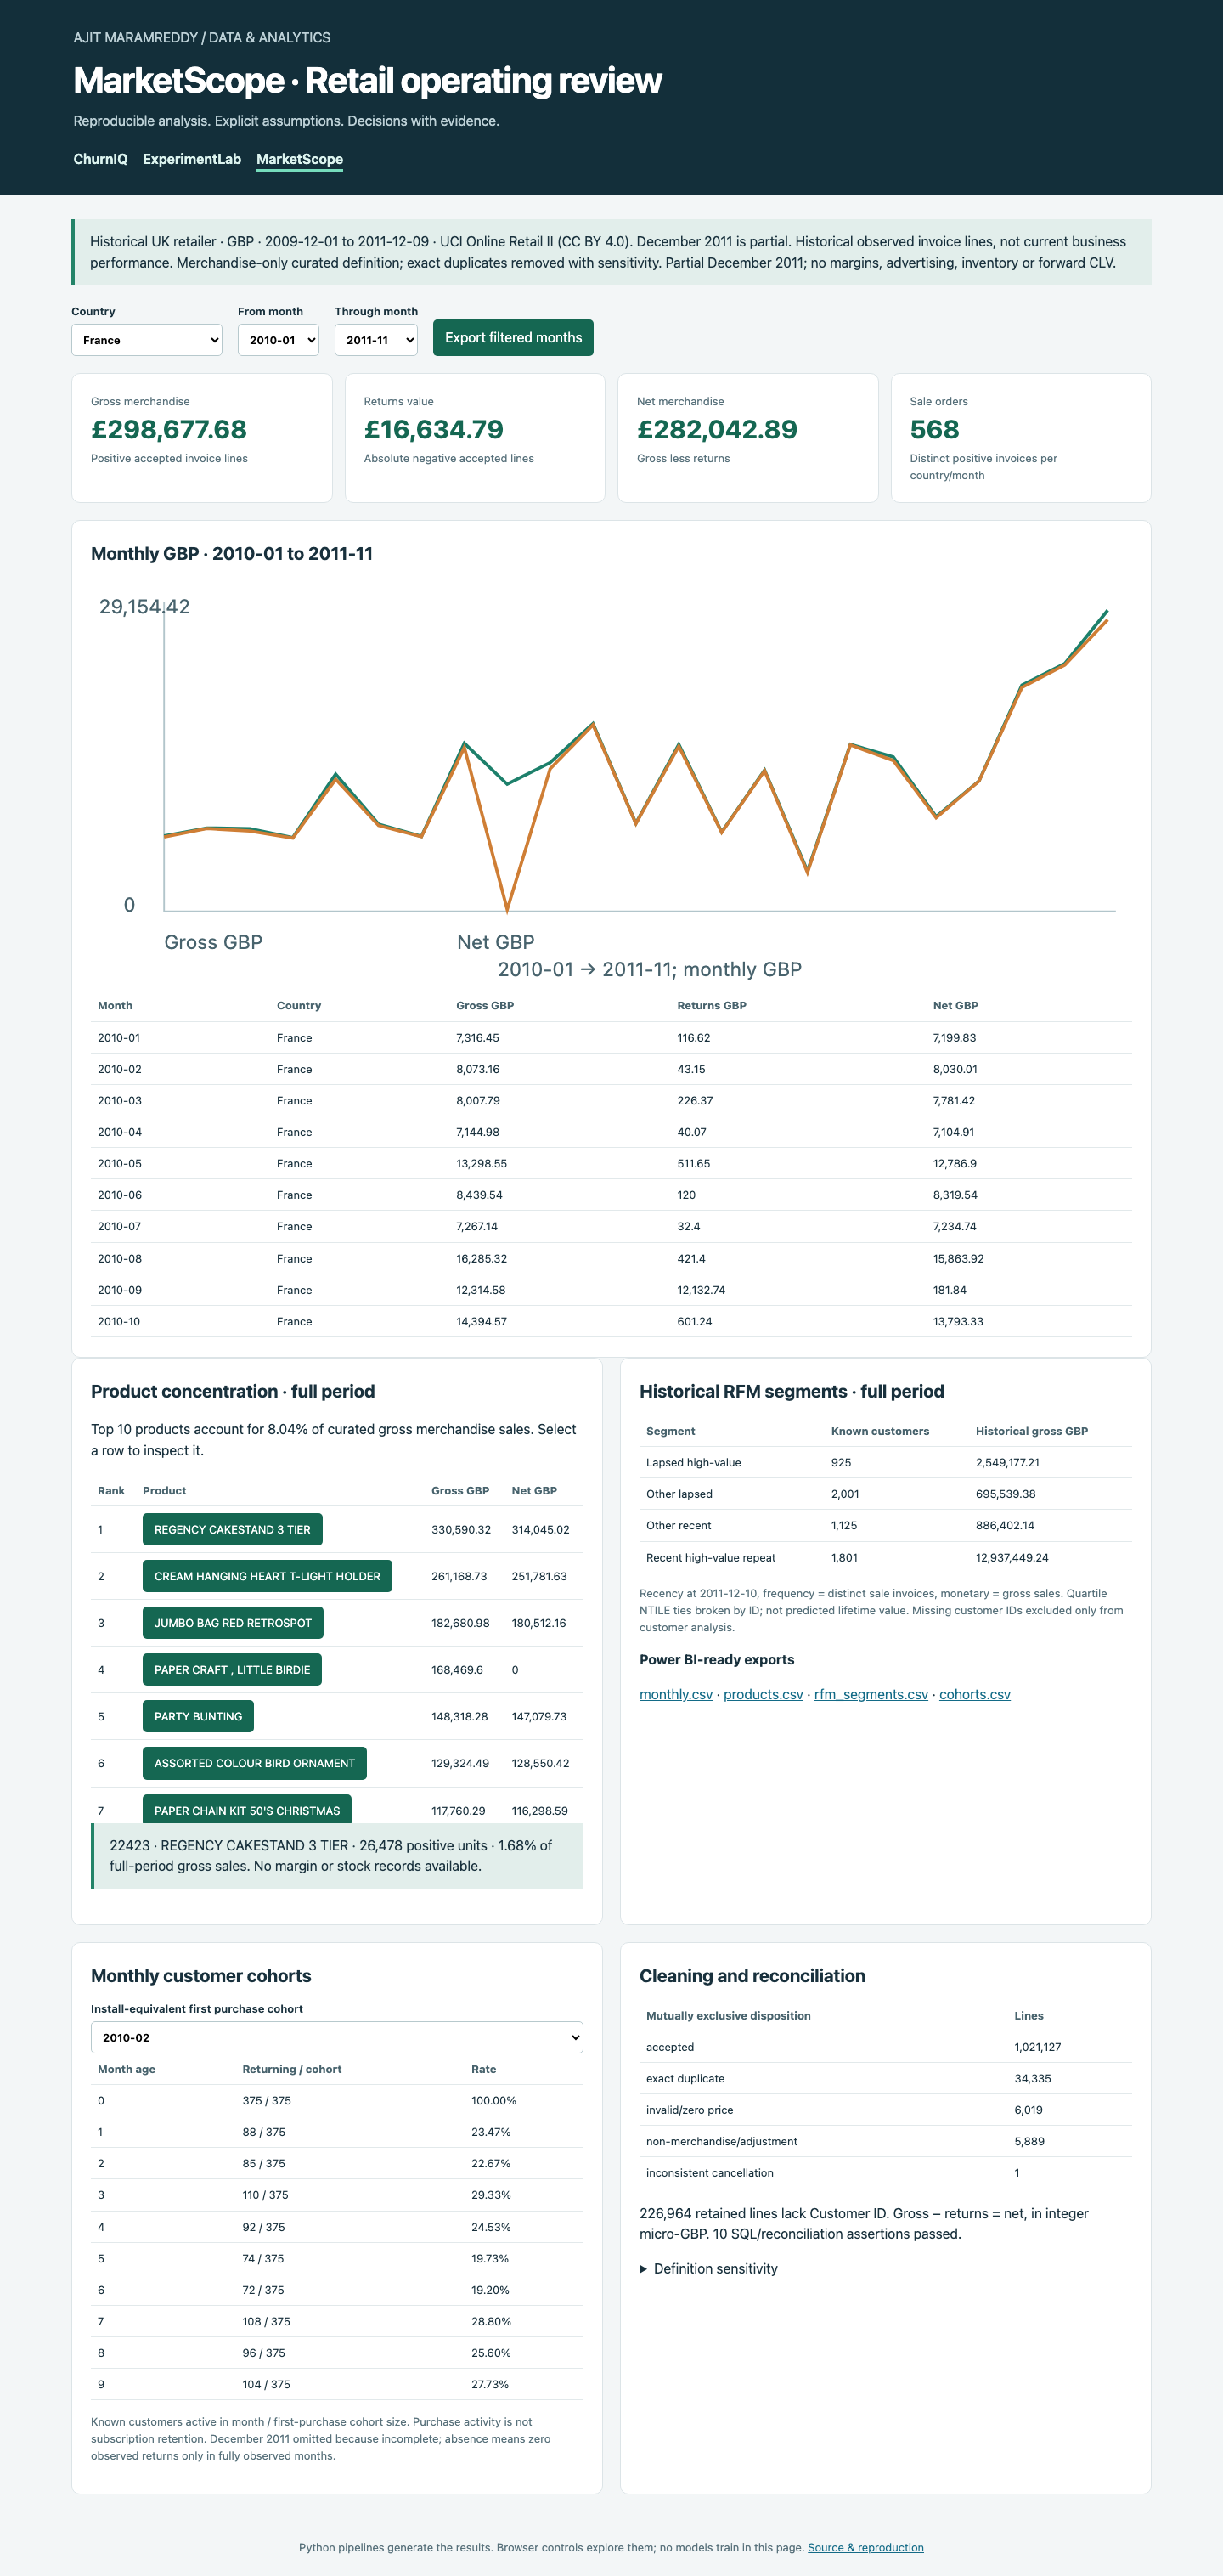 AJIT MARAMREDDY / DATA & ANALYTICS
MarketScope · Retail operating review
Reproducible analysis. Explicit assumptions. Decisions with evidence.
ChurnIQ ExperimentLab MarketScope
Historical UK retailer · GBP · 2009-12-01 to 2011-12-09 · UCI Online Retail II (CC BY 4.0). December 2011 is partial. Historical observed invoice lines, not current business
performance. Merchandise-only curated definition; exact duplicates removed with sensitivity. Partial December 2011; no margins, advertising, inventory or forward CLV.
Country From month Through month
France 2010-01 2011-11 Export filtered months
Gross merchandise
£298,677.68
Positive accepted invoice lines
Returns value
£16,634.79
Absolute negative accepted lines
Net merchandise
£282,042.89
Gross less returns
Sale orders
568
Distinct positive invoices per
country/month
Monthly GBP · 2010-01 to 2011-11
29,154.42
0
Gross GBP Net GBP
2010-01 → 2011-11; monthly GBP
Month Country Gross GBP Returns GBP Net GBP
2010-01 France 7,316.45 116.62 7,199.83
2010-02 France 8,073.16 43.15 8,030.01
2010-03 France 8,007.79 226.37 7,781.42
2010-04 France 7,144.98 40.07 7,104.91
2010-05 France 13,298.55 511.65 12,786.9
2010-06 France 8,439.54 120 8,319.54
2010-07 France 7,267.14 32.4 7,234.74
2010-08 France 16,285.32 421.4 15,863.92
2010-09 France 12,314.58 12,132.74 181.84
2010-10 France 14,394.57 601.24 13,793.33
Product concentration · full period
Top 10 products account for 8.04% of curated gross merchandise sales. Select
a row to inspect it.
Rank Product Gross GBP Net GBP
1 REGENCY CAKESTAND 3 TIER 330,590.32 314,045.02
2 CREAM HANGING HEART T-LIGHT HOLDER 261,168.73 251,781.63
3 JUMBO BAG RED RETROSPOT 182,680.98 180,512.16
4 PAPER CRAFT , LITTLE BIRDIE 168,469.6 0
5 PARTY BUNTING 148,318.28 147,079.73
6 ASSORTED COLOUR BIRD ORNAMENT 129,324.49 128,550.42
7 PAPER CHAIN KIT 50'S CHRISTMAS 117,760.29 116,298.59
22423 · REGENCY CAKESTAND 3 TIER · 26,478 positive units · 1.68% of
full-period gross sales. No margin or stock records available.
Historical RFM segments · full period
Segment Known customers Historical gross GBP
Lapsed high-value 925 2,549,177.21
Other lapsed 2,001 695,539.38
Other recent 1,125 886,402.14
Recent high-value repeat 1,801 12,937,449.24
Recency at 2011-12-10, frequency = distinct sale invoices, monetary = gross sales. Quartile
NTILE ties broken by ID; not predicted lifetime value. Missing customer IDs excluded only from
customer analysis.
Power BI-ready exports
monthly.csv · products.csv · rfm_segments.csv · cohorts.csv
Monthly customer cohorts
Install-equivalent first purchase cohort
2010-02
Month age Returning / cohort Rate
0 375 / 375 100.00%
1 88 / 375 23.47%
2 85 / 375 22.67%
3 110 / 375 29.33%
4 92 / 375 24.53%
5 74 / 375 19.73%
6 72 / 375 19.20%
7 108 / 375 28.80%
8 96 / 375 25.60%
9 104 / 375 27.73%
Known customers active in month / first-purchase cohort size. Purchase activity is not
subscription retention. December 2011 omitted because incomplete; absence means zero
observed returns only in fully observed months.
Cleaning and reconciliation
Mutually exclusive disposition Lines
accepted 1,021,127
exact duplicate 34,335
invalid/zero price 6,019
non-merchandise/adjustment 5,889
inconsistent cancellation 1
226,964 retained lines lack Customer ID. Gross − returns = net, in integer
micro-GBP. 10 SQL/reconciliation assertions passed.
▶ Definition sensitivity
Python pipelines generate the results. Browser controls explore them; no models train in this page. Source & reproduction